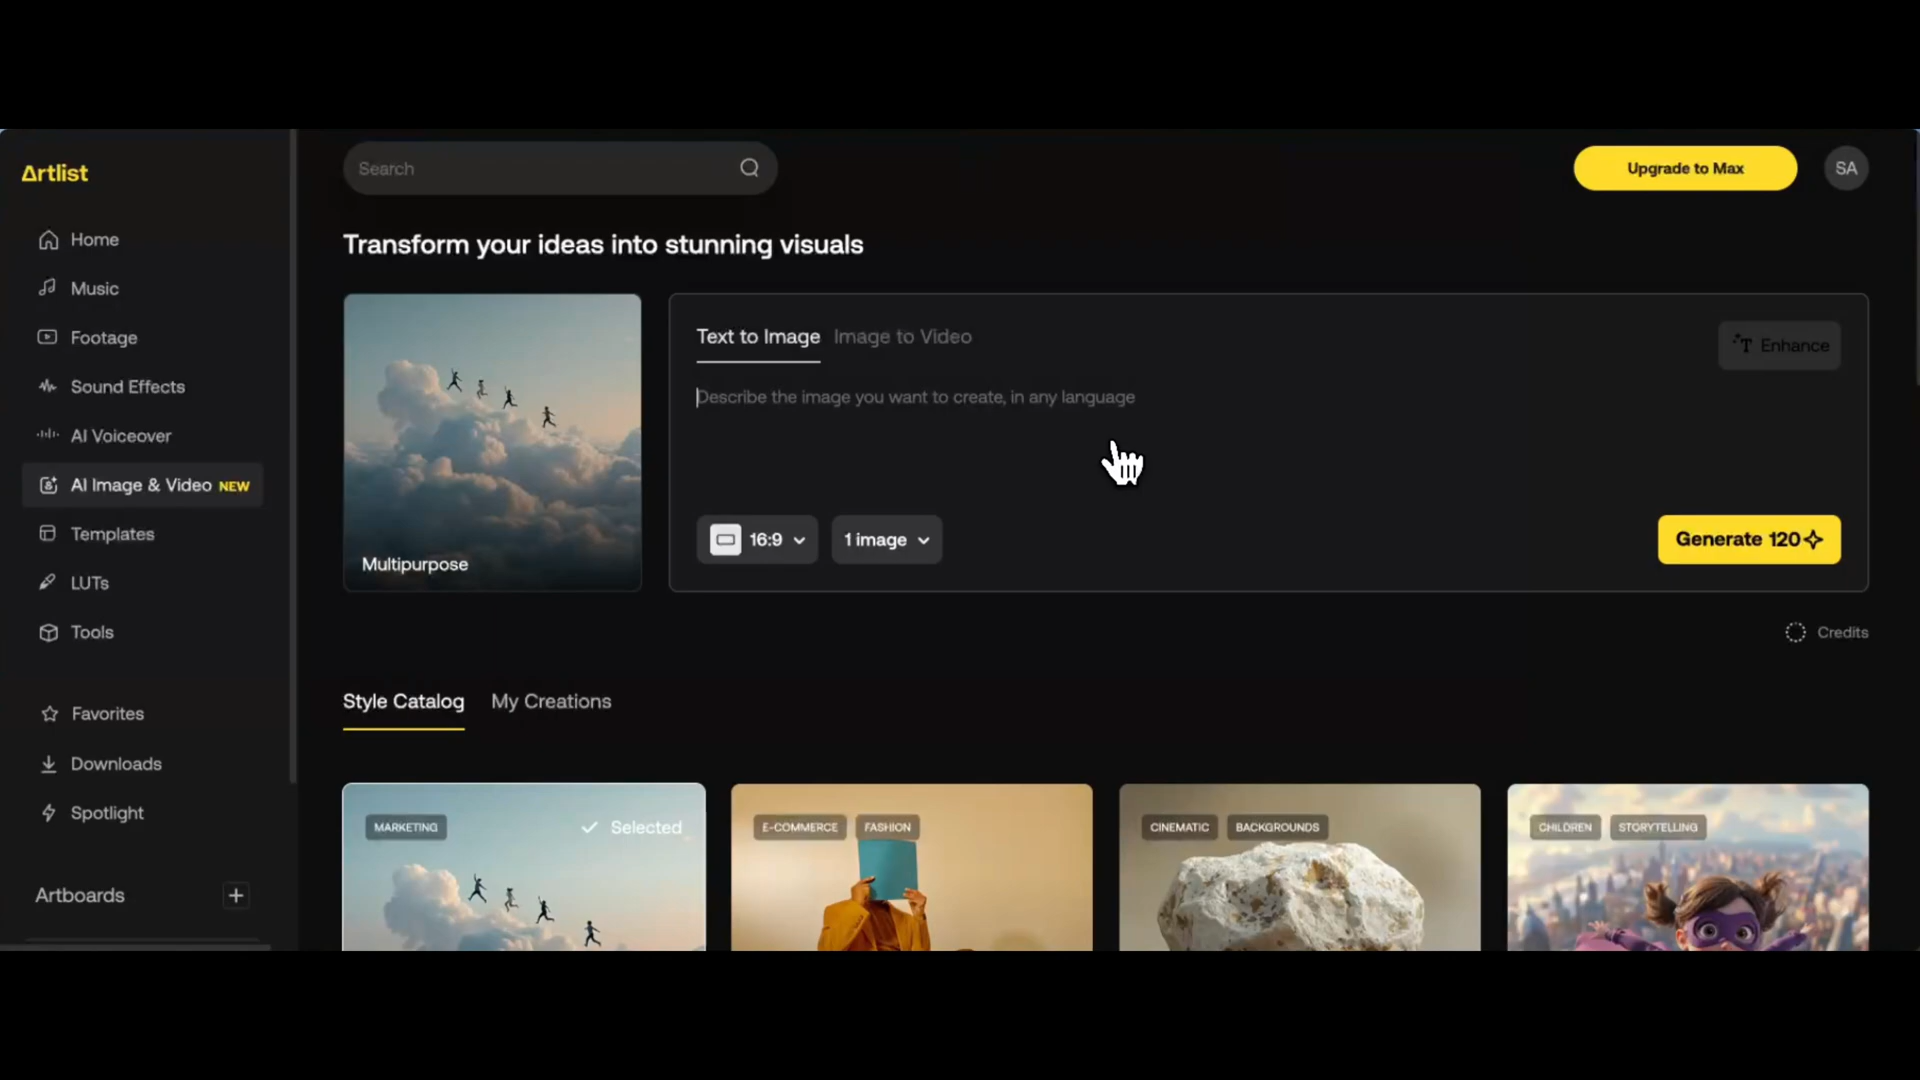 Artlist
Search
Upgrade to Max
SA
Home
Music
Footage
Sound Effects
AI Voiceover
AI Image & Video NEW
Templates
LUTs
Tools
Favorites
Downloads
Spotlight
Artboards
Transform your ideas into stunning visuals
Multipurpose
Text to Image
Image to Video
Enhance
Describe the image you want to create, in any language
16:9
1 image
Generate 120
Credits
Style Catalog
My Creations
MARKETING
Selected
E-COMMERCE
FASHION
CINEMATIC
BACKGROUNDS
CHILDREN
STORYTELLING